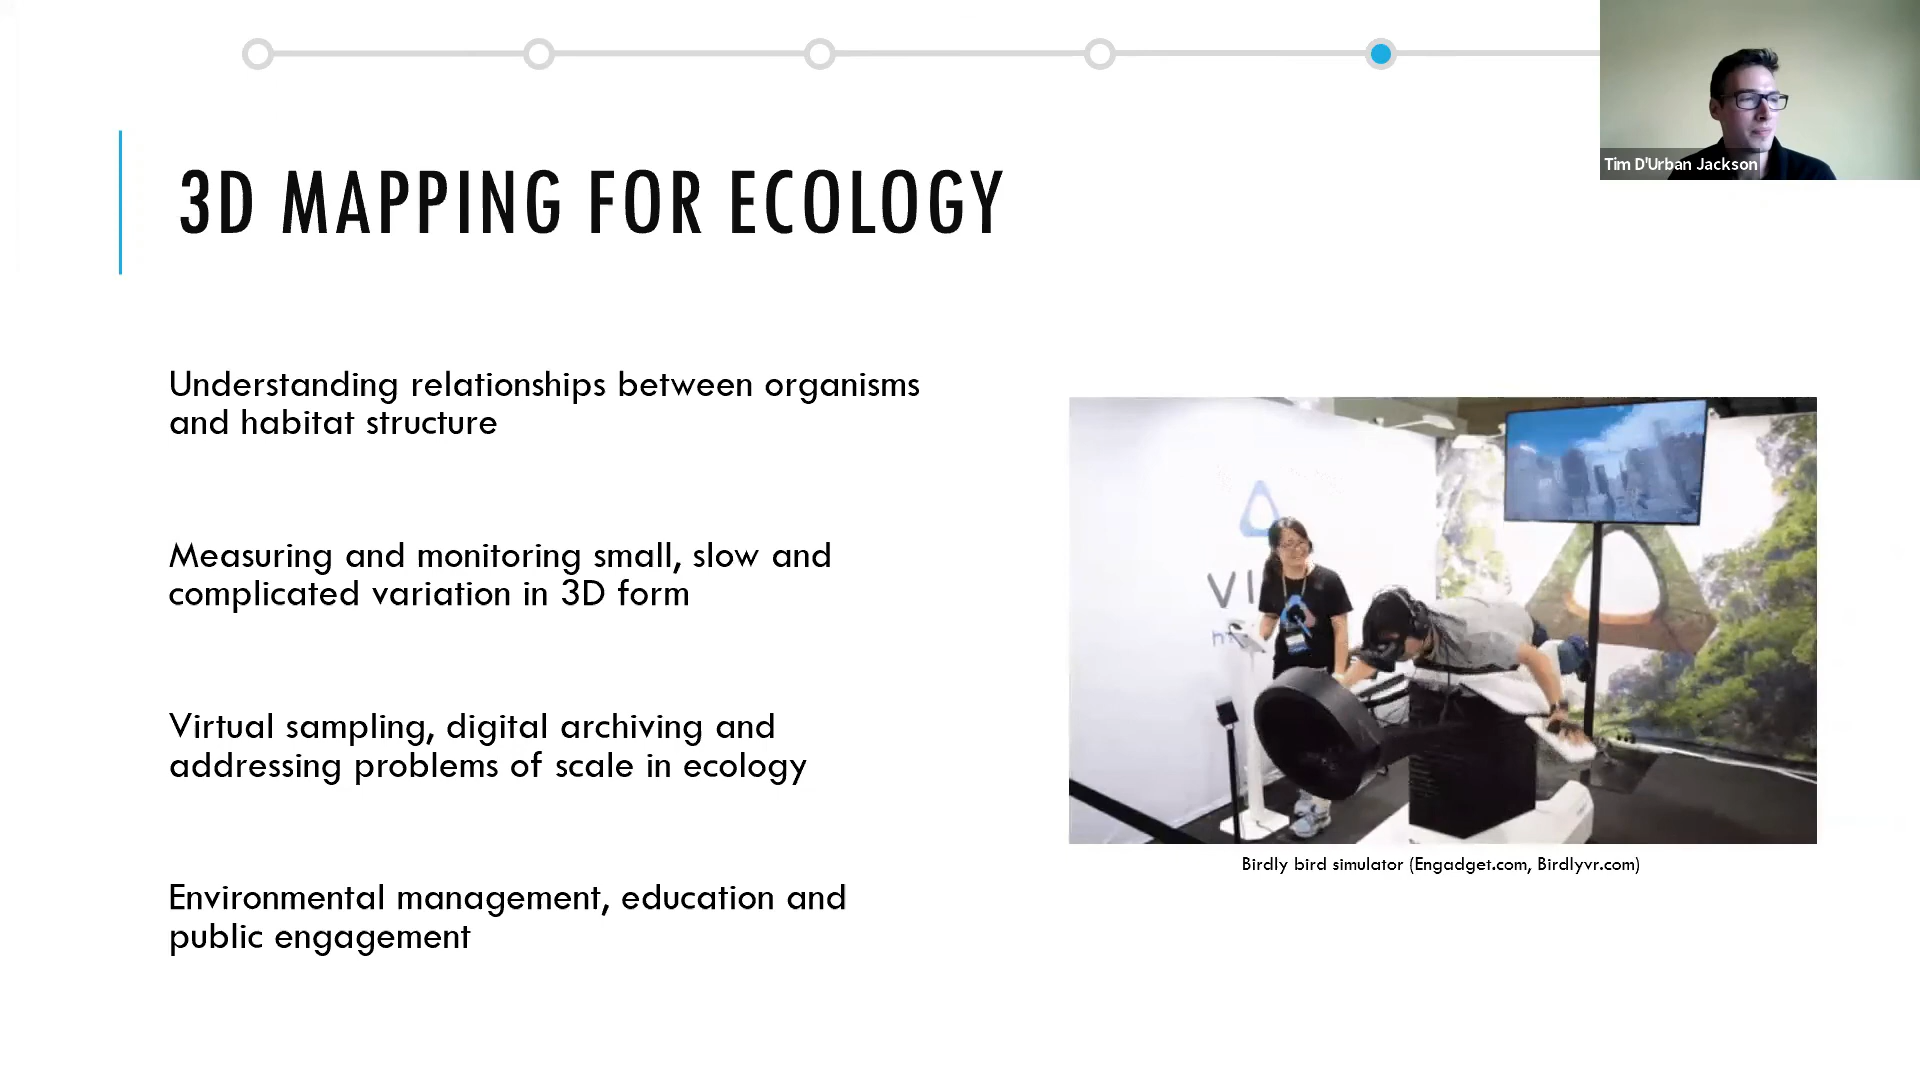 Tim D'Urban Jackson
3D MAPPING FOR ECOLOGY
Understanding relationships between organisms
and habitat structure
Measuring and monitoring small, slow and
complicated variation in 3D form
Virtual sampling, digital archiving and
addressing problems of scale in ecology
Environmental management, education and
public engagement
VI
Birdly bird simulator (Engadget.com, Birdlyvr.com)